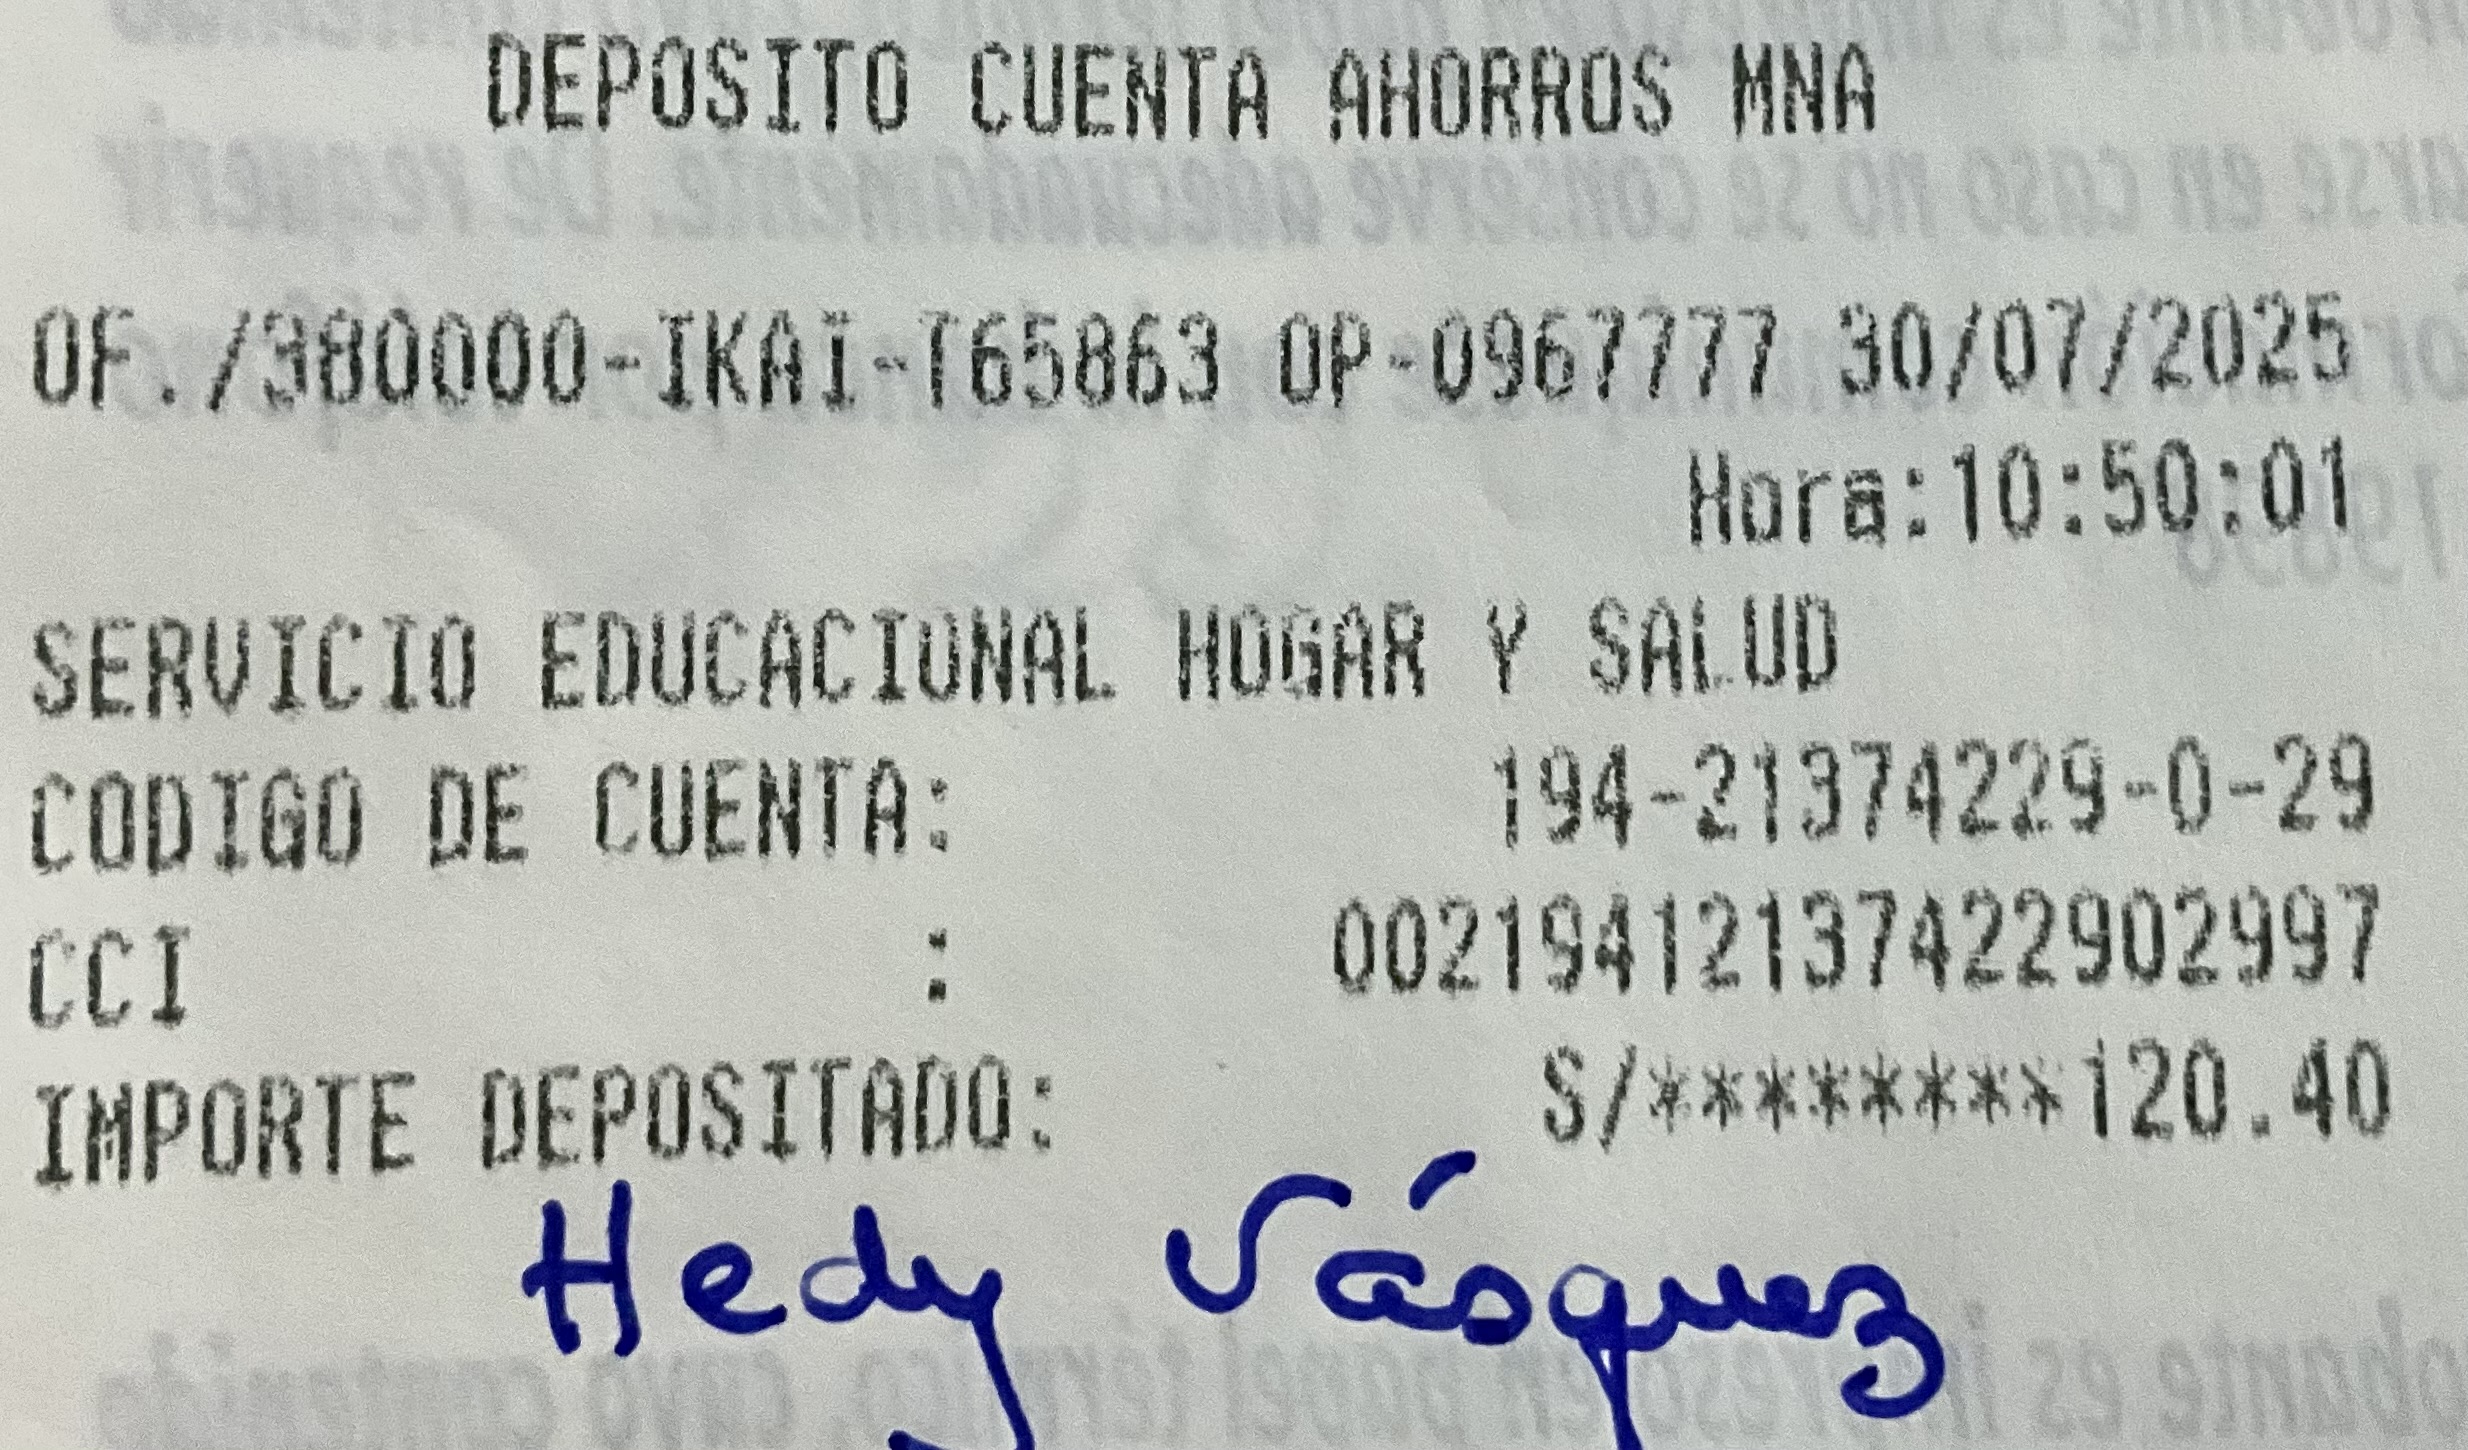 DEPOSITO CUENTA AHORROS MNA
OF./380000-IKAI-T65863 OP-0967777 30/07/2025
Hora:10:50:01
SERVICIO EDUCACIONAL HOGAR Y SALUD
CODIGO DE CUENTA: 194-21374229-0-29
CCI : 00219412137422902997
IMPORTE DEPOSITADO: S/********120.40
Hedy Vásquez